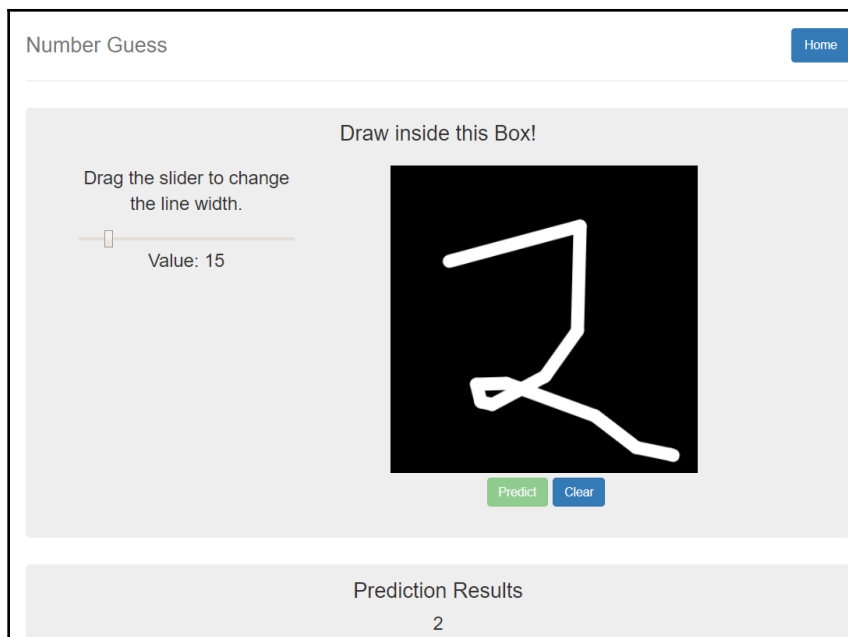 Number Guess
Home
Draw inside this Box!
Drag the slider to change
the line width.
Value: 15
2
Predict
Clear
Prediction Results
2